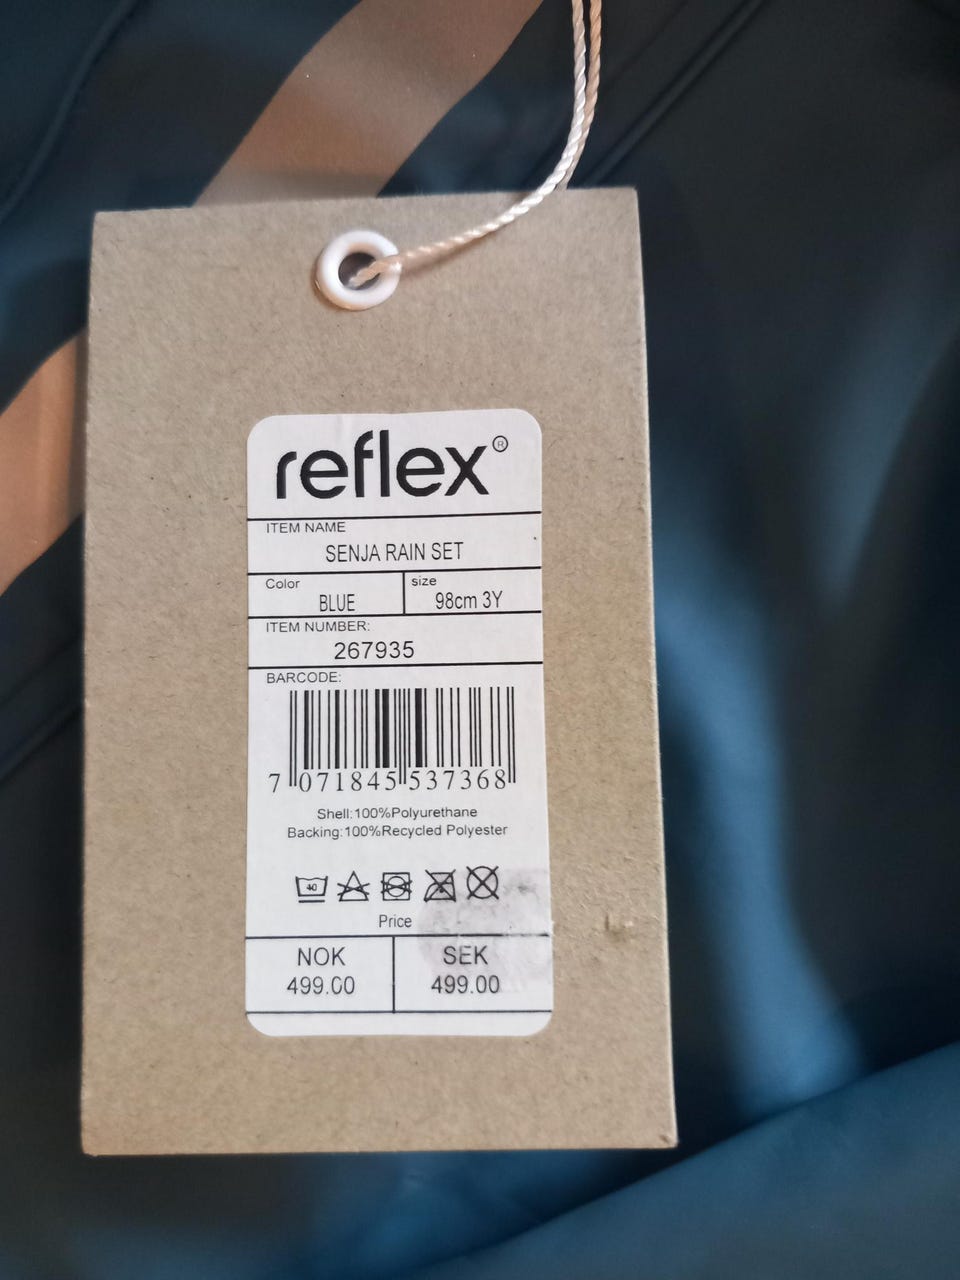 reflex®
ITEM NAME
SENJA RAIN SET
Color
BLUE
size
98cm 3Y
ITEM NUMBER:
267935
BARCODE:
7 071845 537368
Shell:100%Polyurethane
Backing:100%Recycled Polyester
40
Price
NOK
499.00
SEK
499.00